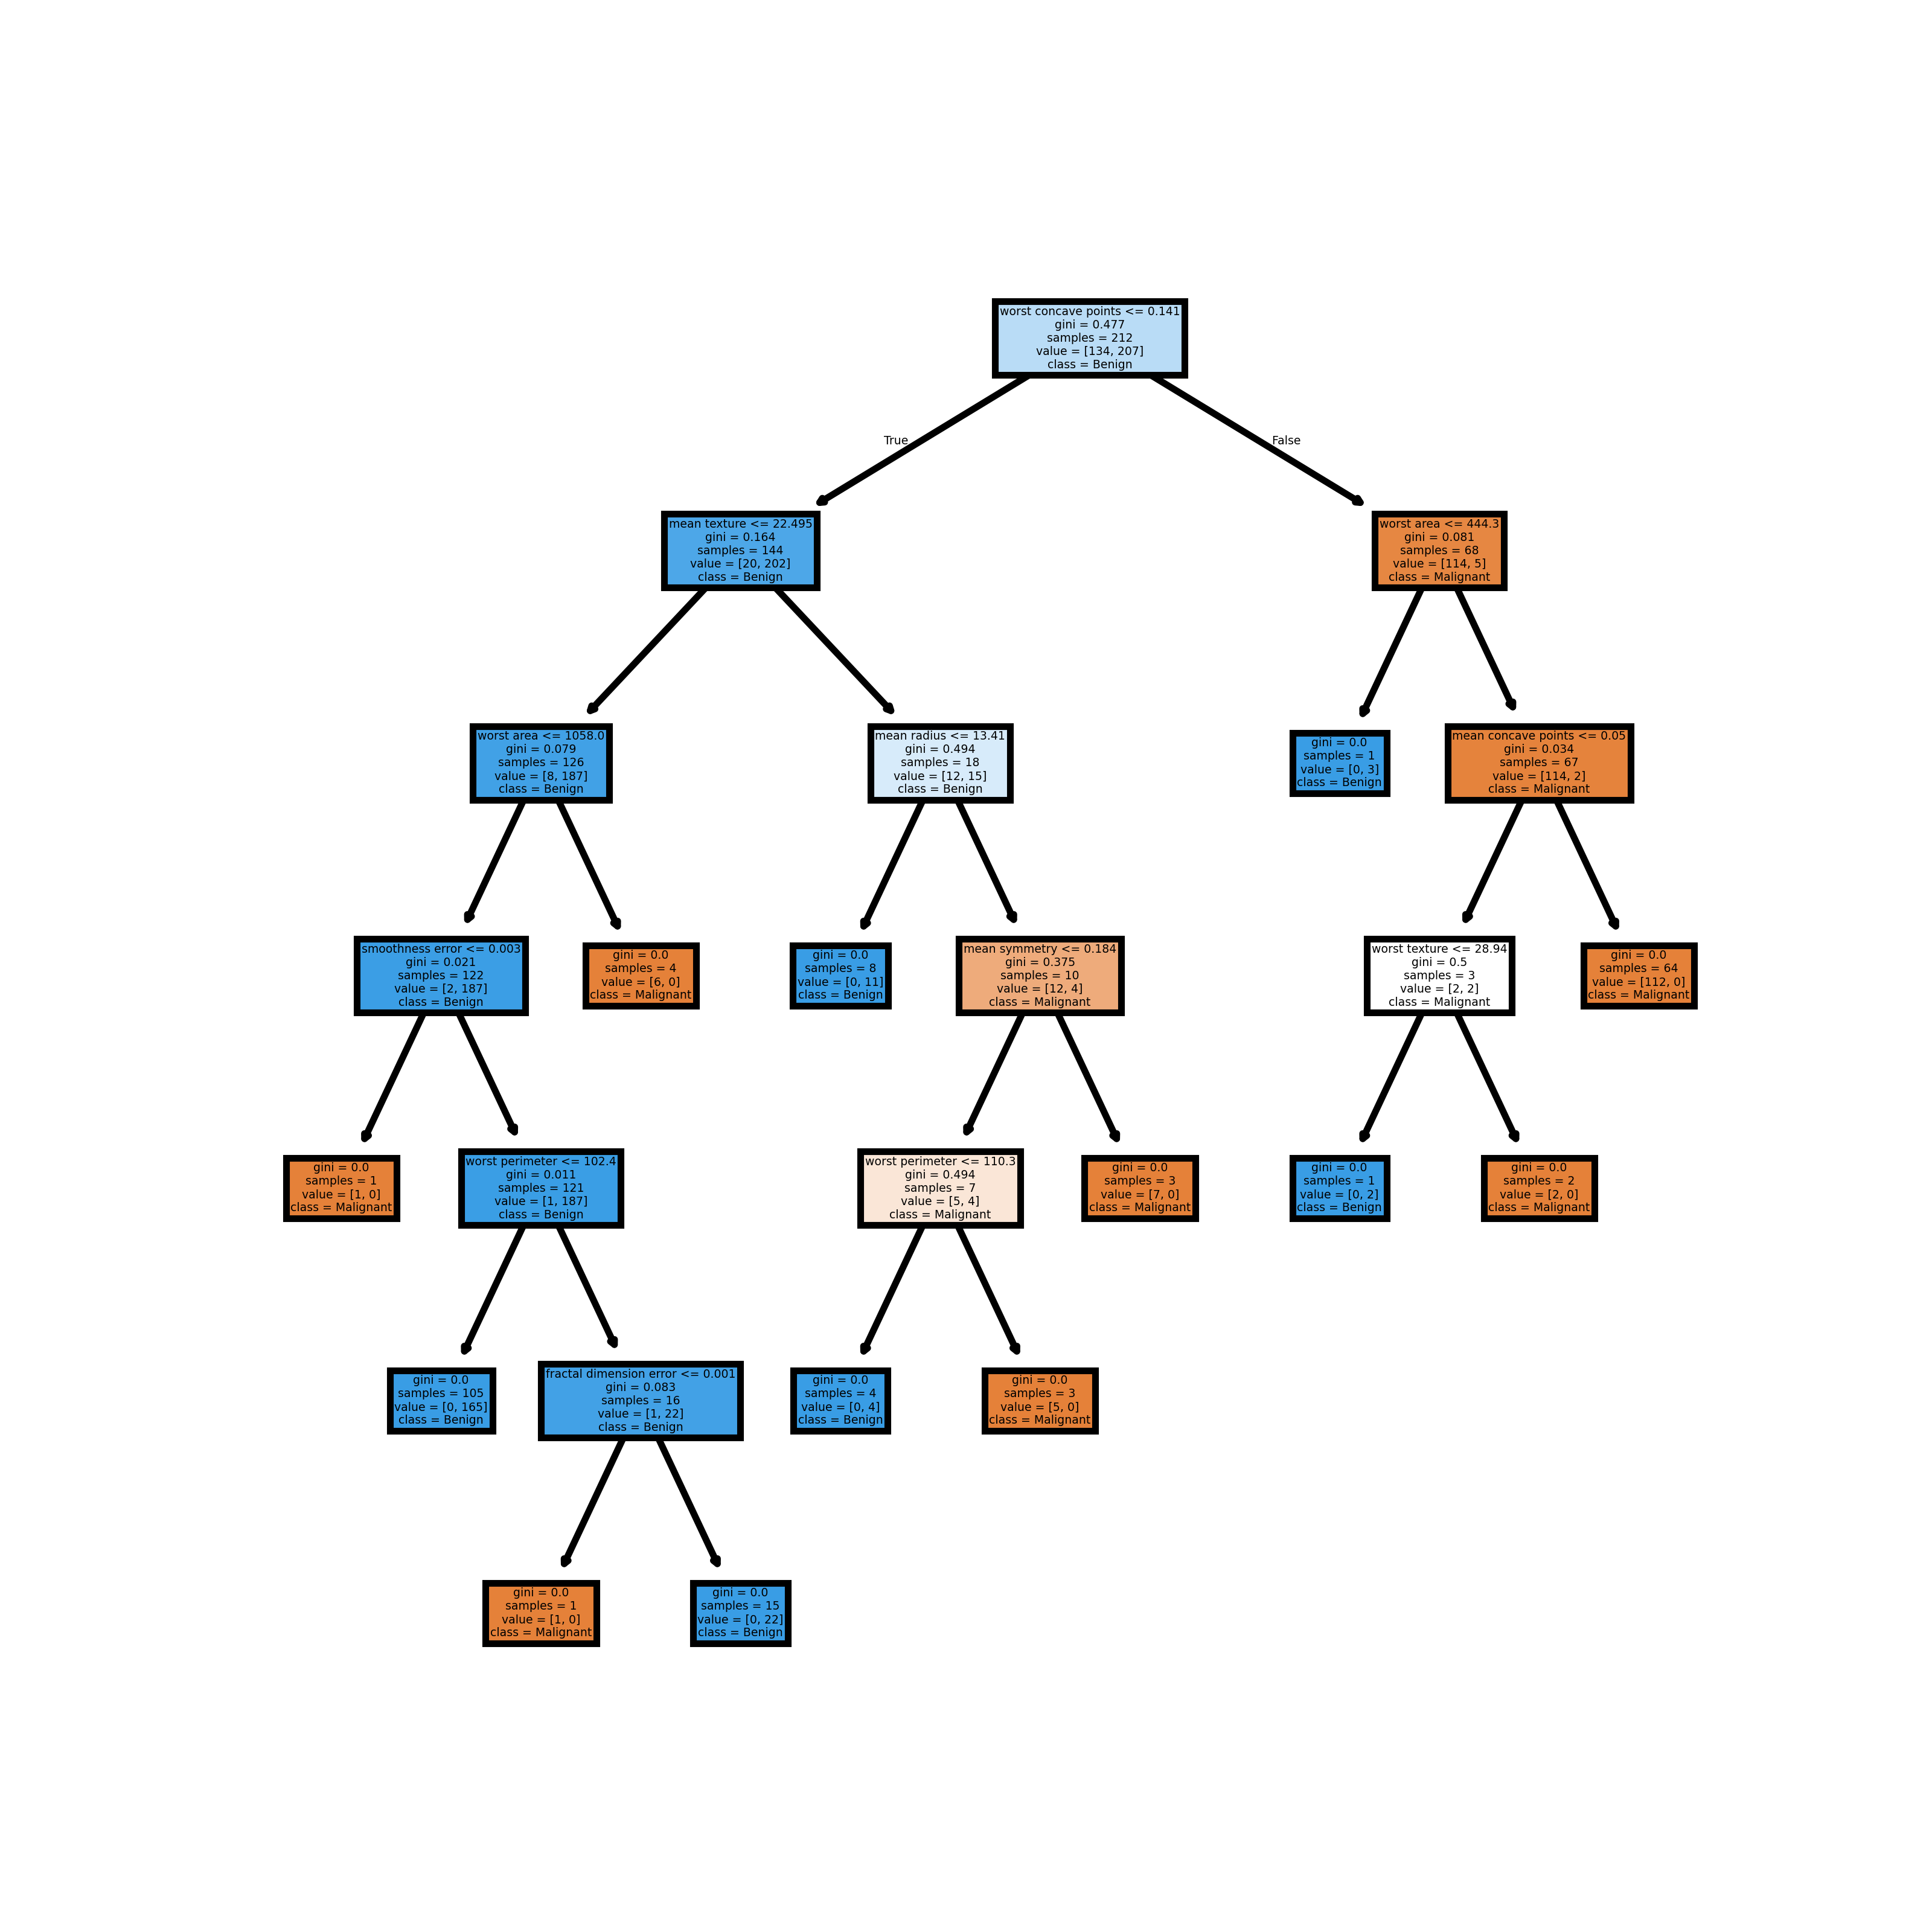 worst concave points <= 0.141
gini = 0.477
samples = 212
value = [134, 207]
class = Benign
True
False
mean texture <= 22.495
gini = 0.164
samples = 144
value = [20, 202]
class = Benign
worst area <= 444.3
gini = 0.081
samples = 68
value = [114, 5]
class = Malignant
worst area <= 1058.0
gini = 0.079
samples = 126
value = [8, 187]
class = Benign
mean radius <= 13.41
gini = 0.494
samples = 18
value = [12, 15]
class = Benign
gini = 0.0
samples = 1
value = [0, 3]
class = Benign
mean concave points <= 0.05
gini = 0.034
samples = 67
value = [114, 2]
class = Malignant
smoothness error <= 0.003
gini = 0.021
samples = 122
value = [2, 187]
class = Benign
gini = 0.0
samples = 4
value = [6, 0]
class = Malignant
gini = 0.0
samples = 8
value = [0, 11]
class = Benign
mean symmetry <= 0.184
gini = 0.375
samples = 10
value = [12, 4]
class = Malignant
worst texture <= 28.94
gini = 0.5
samples = 3
value = [2, 2]
class = Malignant
gini = 0.0
samples = 64
value = [112, 0]
class = Malignant
gini = 0.0
samples = 1
value = [1, 0]
class = Malignant
worst perimeter <= 102.4
gini = 0.011
samples = 121
value = [1, 187]
class = Benign
worst perimeter <= 110.3
gini = 0.494
samples = 7
value = [5, 4]
class = Malignant
gini = 0.0
samples = 3
value = [7, 0]
class = Malignant
gini = 0.0
samples = 1
value = [0, 2]
class = Benign
gini = 0.0
samples = 2
value = [2, 0]
class = Malignant
gini = 0.0
samples = 105
value = [0, 165]
class = Benign
fractal dimension error <= 0.001
gini = 0.083
samples = 16
value = [1, 22]
class = Benign
gini = 0.0
samples = 4
value = [0, 4]
class = Benign
gini = 0.0
samples = 3
value = [5, 0]
class = Malignant
gini = 0.0
samples = 1
value = [1, 0]
class = Malignant
gini = 0.0
samples = 15
value = [0, 22]
class = Benign